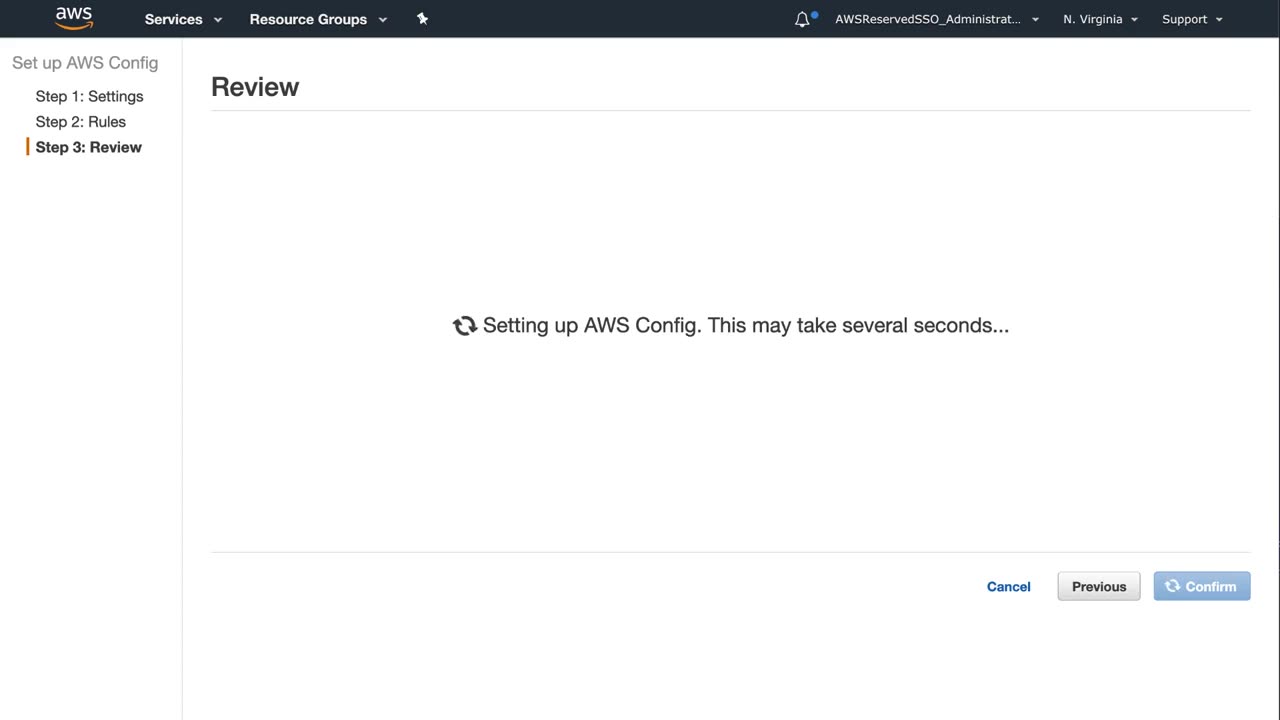 aws
Services
Resource Groups
AWSReservedSSO_Administrat...
N. Virginia
Support
Set up AWS Config
Step 1: Settings
Step 2: Rules
Step 3: Review
Review
Setting up AWS Config. This may take several seconds...
Cancel
Previous
Confirm